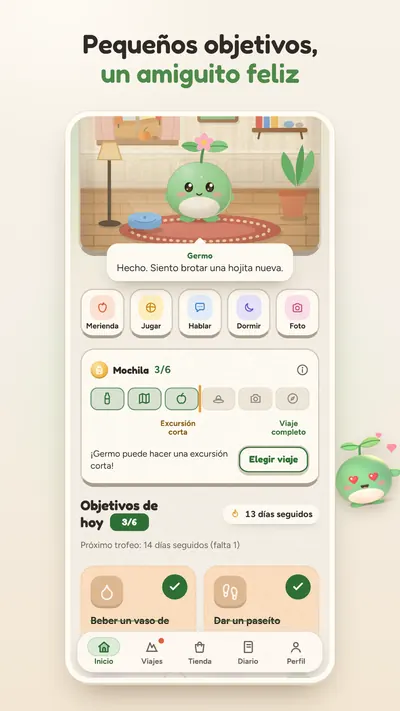 Pequeños objetivos,
un amiguito feliz
Germo
Hecho. Siento brotar una hojita nueva.
Merienda
Jugar
Hablar
Dormir
Foto
Mochila 3/6
Excursión
corta
Viaje
completo
¡Germo puede hacer una excursión
corta!
Elegir viaje
Objetivos de
hoy 3/6
13 días seguidos
Próximo trofeo: 14 días seguidos (falta 1)
Beber un vaso de
Dar un paseíto
Inicio
Viajes
Tienda
Diario
Perfil